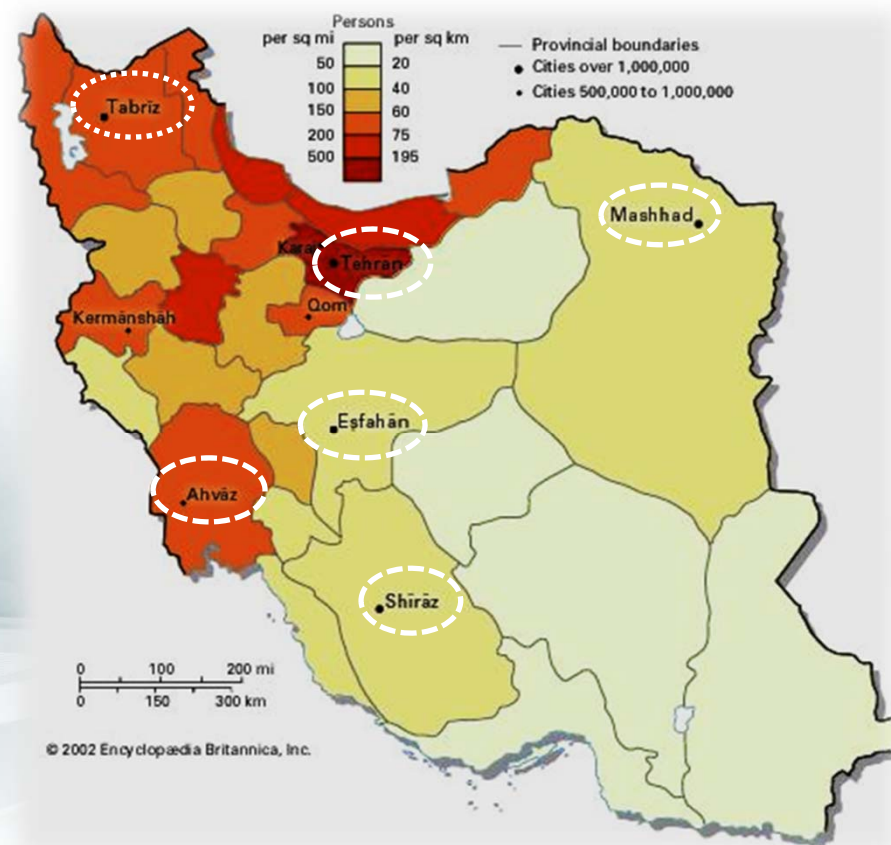 Persons
per sq mi per sq km
50 20
100 40
150 60
200 75
500 195
Provincial boundaries
Cities over 1,000,000
Cities 500,000 to 1,000,000
Tabrīz
Mashhad
Karaj
Tehrān
Qom
Kermānshāh
Eşfahān
Ahvāz
Shīrāz
0 100 200 mi
0 150 300 km
© 2002 Encyclopædia Britannica, Inc.